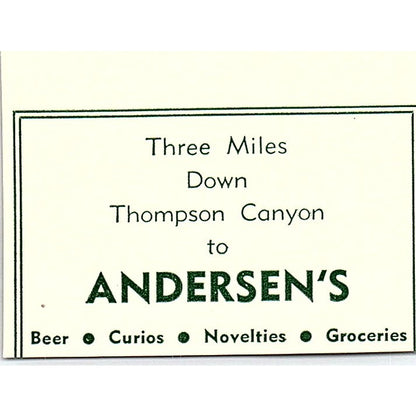 Three Miles
Down
Thompson Canyon
to
ANDERSEN'S
Beer ● Curios ● Novelties ● Groceries